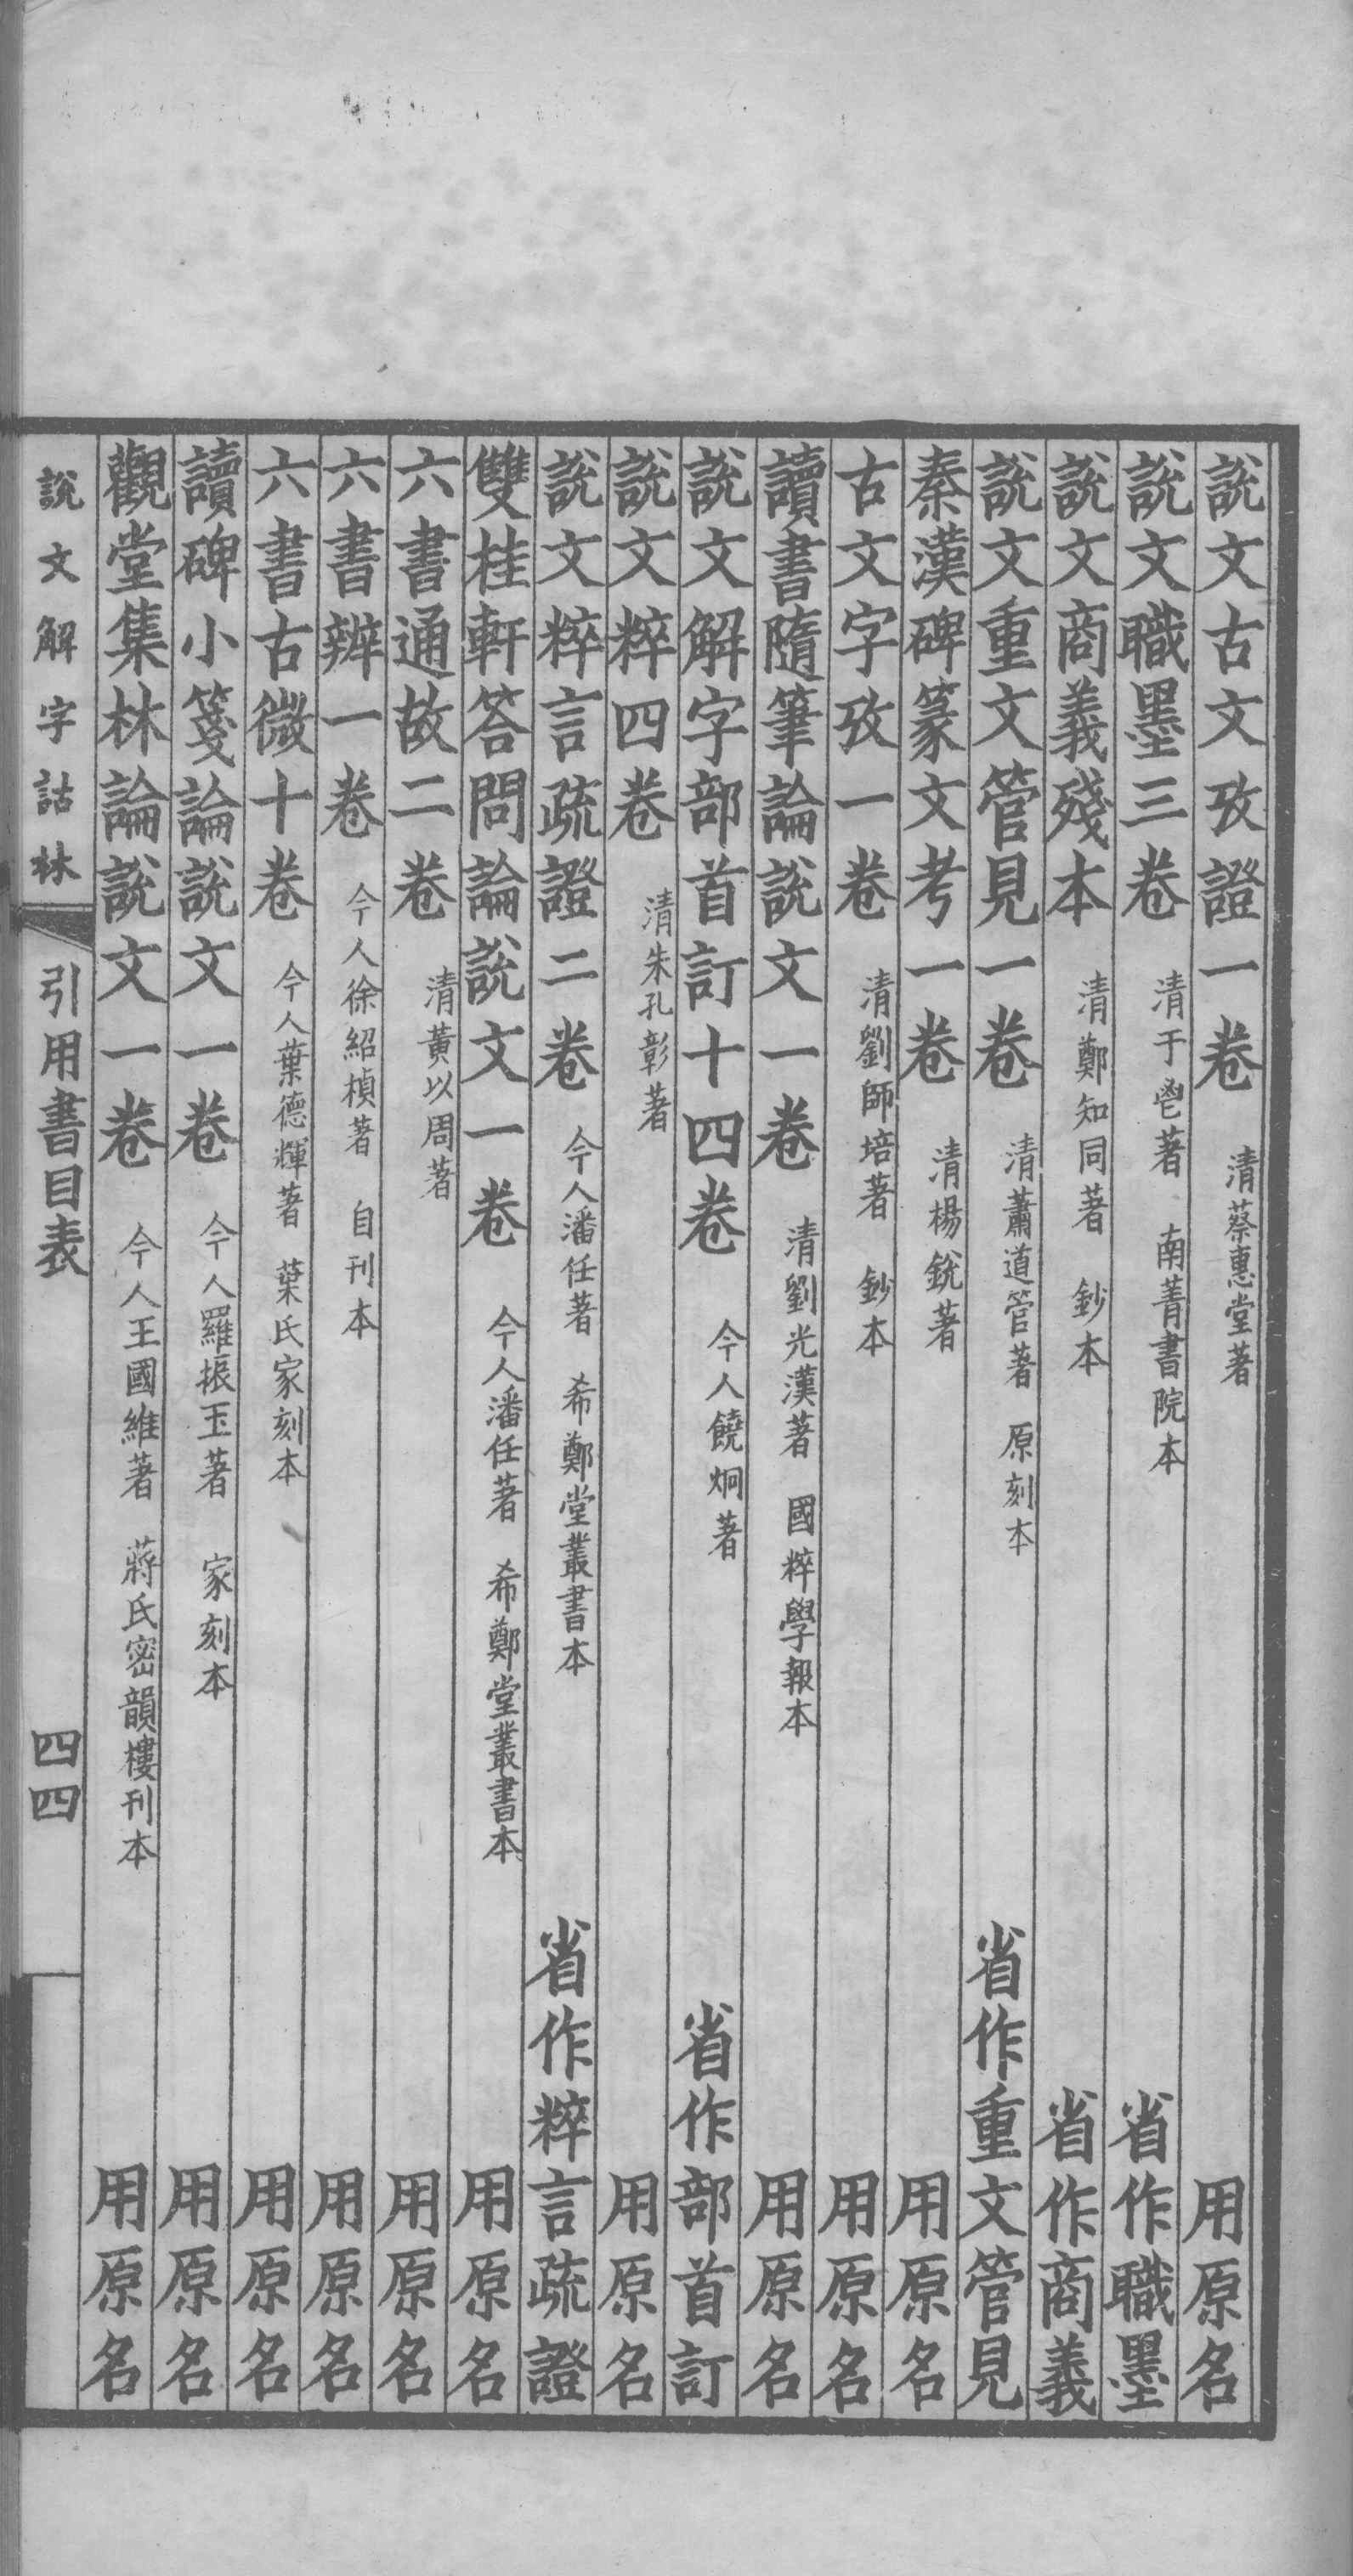 說文古文攷證一卷 清蔡惠堂著 用原名
說文職墨三卷 清于鬯著 南菁書院本 省作職墨
說文商義殘本 清鄭知同著 鈔本 省作商義
說文重文管見一卷 清蕭道管著 原刻本 省作重文管見
秦漢碑篆文考一卷 清楊銳著 用原名
古文字攷一卷 清劉師培著 鈔本 用原名
讀書隨筆論說文一卷 清劉光漢著 國粹學報本 用原名
說文解字部首訂十四卷 今人饒炯著 省作部首訂
說文粹四卷 清朱孔彰著 用原名
說文粹言疏證二卷 今人潘任著 希鄭堂叢書本 省作粹言疏證
雙桂軒答問論說文一卷 今人潘任著 希鄭堂叢書本 用原名
六書通故二卷 清黃以周著 用原名
六書辨一卷 今人徐紹楨著 自刊本 用原名
六書古微十卷 今人葉德輝著 葉氏家刻本 用原名
讀碑小箋論說文一卷 今人羅振玉著 家刻本 用原名
觀堂集林論說文一卷 今人王國維著 蔣氏密韻樓刊本 用原名
說文解字詁林 引用書目表 四四